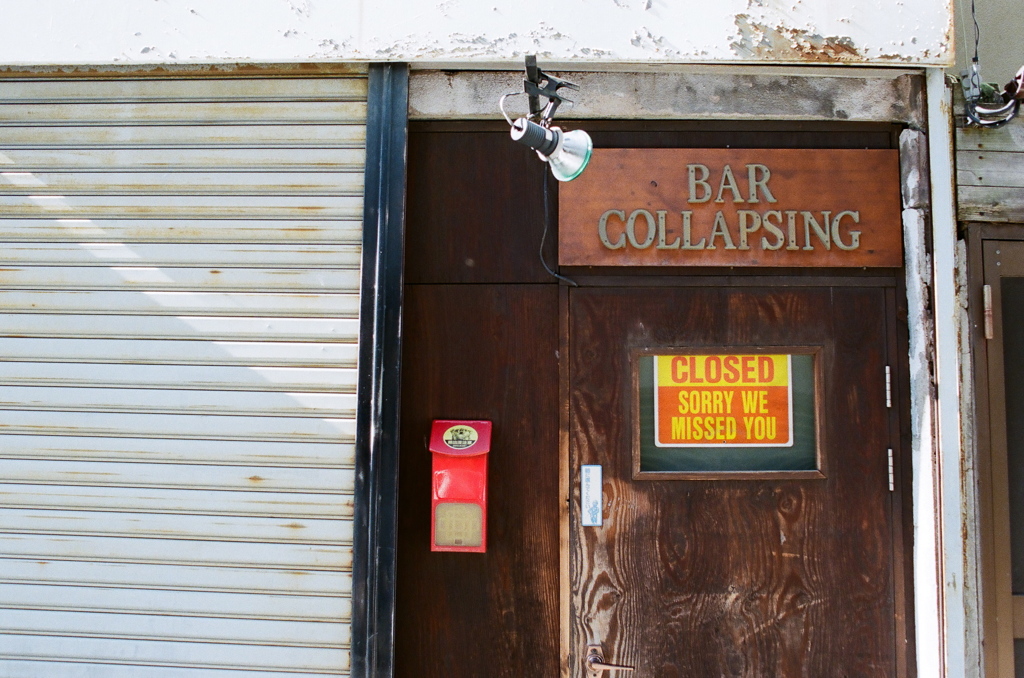 BAR
COLLAPSING
CLOSED
SORRY WE
MISSED YOU